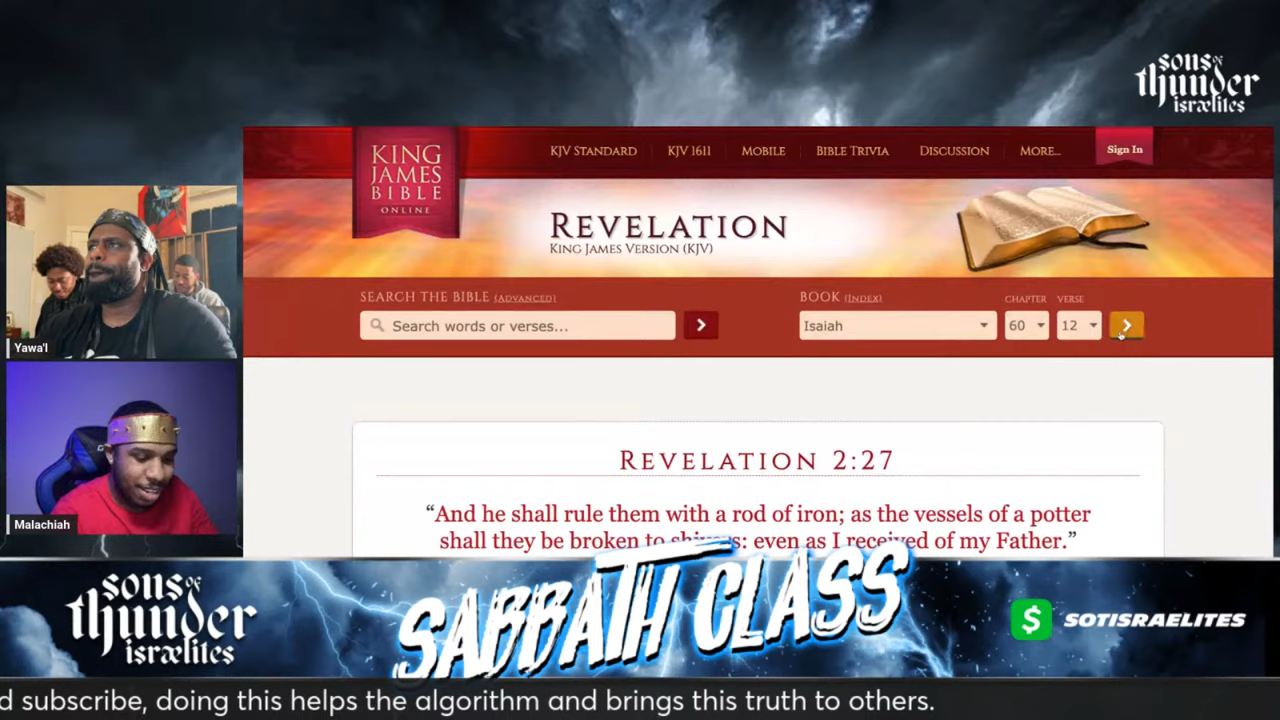 sons of
thunder
israelites
KING
JAMES
BIBLE
ONLINE
KJV STANDARD
KJV 1611
MOBILE
BIBLE TRIVIA
DISCUSSION
MORE...
Sign In
REVELATION
KING JAMES VERSION (KJV)
SEARCH THE BIBLE (ADVANCED)
BOOK (INDEX)
CHAPTER
VERSE
Search words or verses...
Isaiah
60
12
Yawa'l
Malachiah
REVELATION 2:27
“And he shall rule them with a rod of iron; as the vessels of a potter
shall they be broken to shivers: even as I received of my Father.”
sons of
thunder
israelites
SABBATH CLASS
$
SOTISRAELITES
d subscribe, doing this helps the algorithm and brings this truth to others.